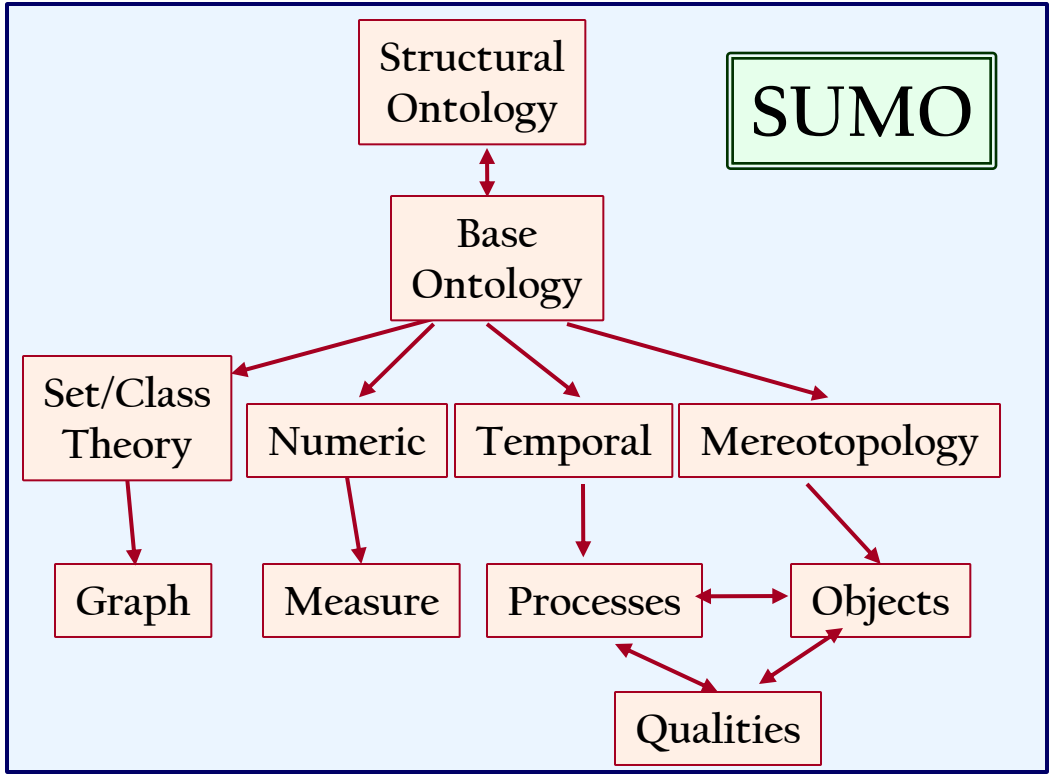 Structural
Ontology
SUMO
Base
Ontology
Set/Class
Theory
Numeric
Temporal
Mereotopology
Graph
Measure
Processes
Objects
Qualities